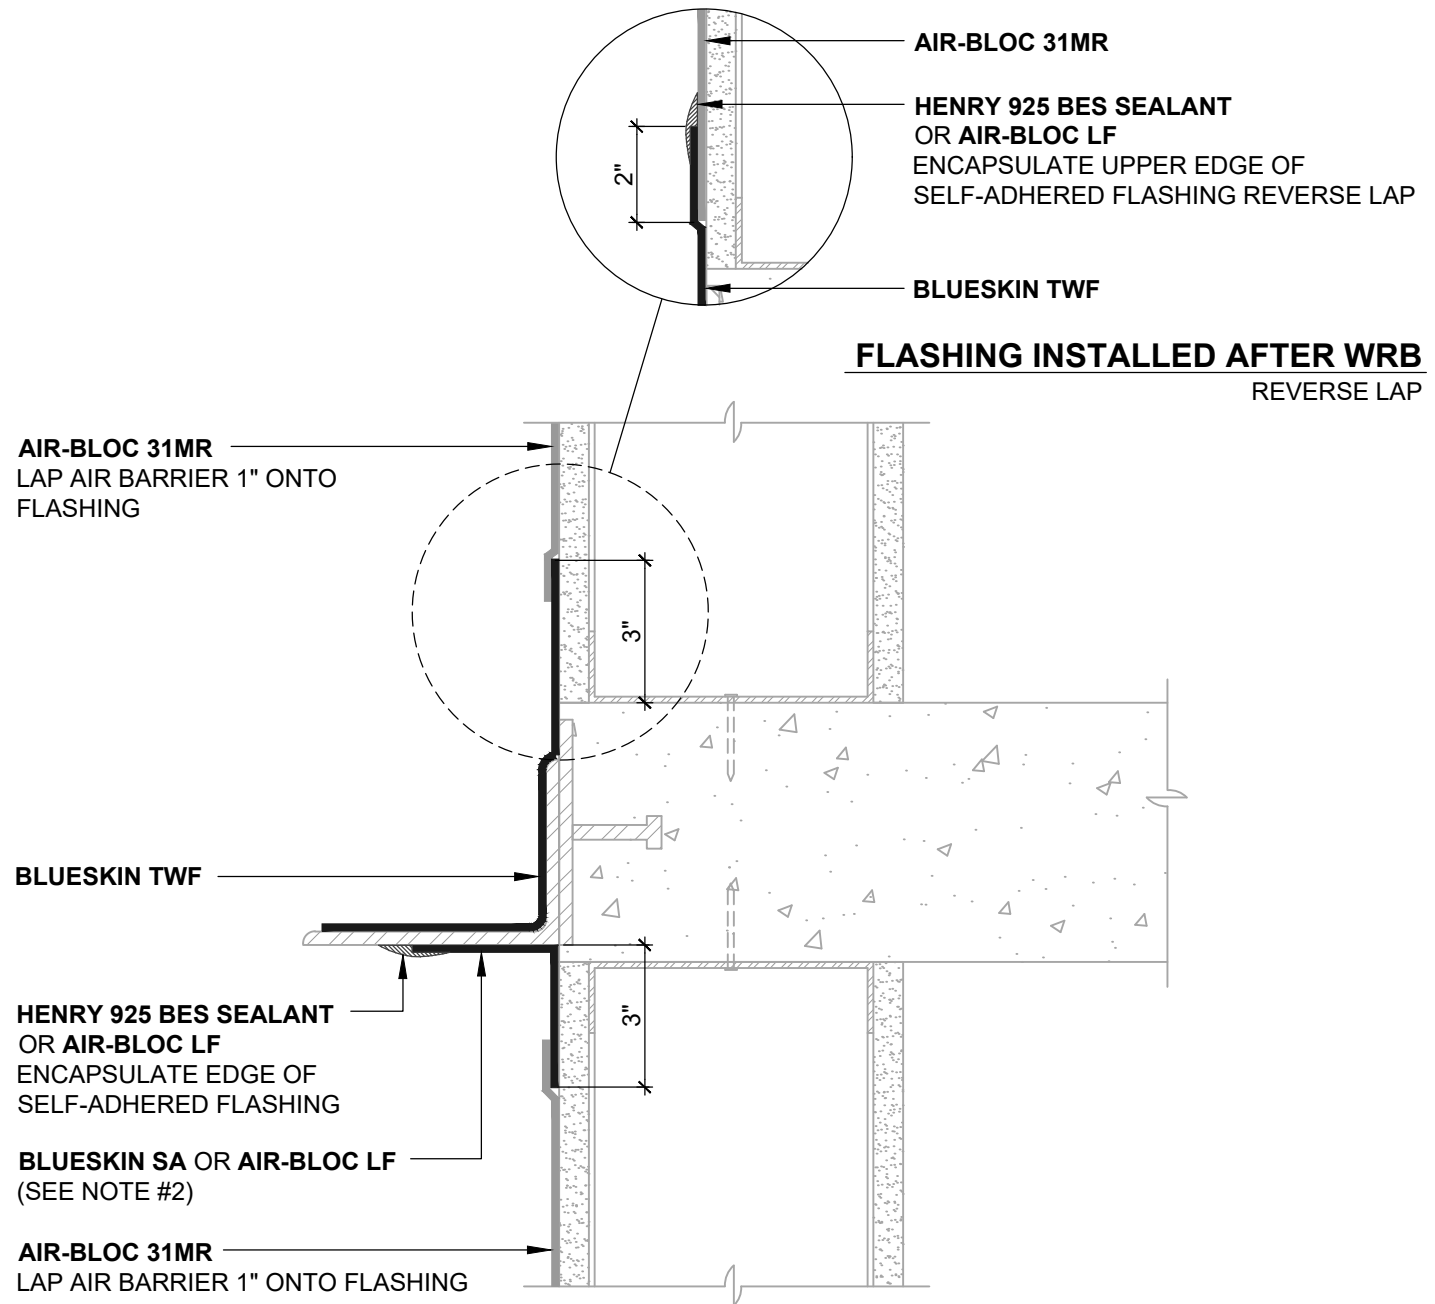 AIR-BLOC 31MR
HENRY 925 BES SEALANT
OR AIR-BLOC LF
ENCAPSULATE UPPER EDGE OF
SELF-ADHERED FLASHING REVERSE LAP
2"
BLUESKIN TWF
FLASHING INSTALLED AFTER WRB
REVERSE LAP
AIR-BLOC 31MR
LAP AIR BARRIER 1" ONTO
FLASHING
3"
BLUESKIN TWF
HENRY 925 BES SEALANT
OR AIR-BLOC LF
ENCAPSULATE EDGE OF
SELF-ADHERED FLASHING
3"
BLUESKIN SA OR AIR-BLOC LF
(SEE NOTE #2)
AIR-BLOC 31MR
LAP AIR BARRIER 1" ONTO FLASHING